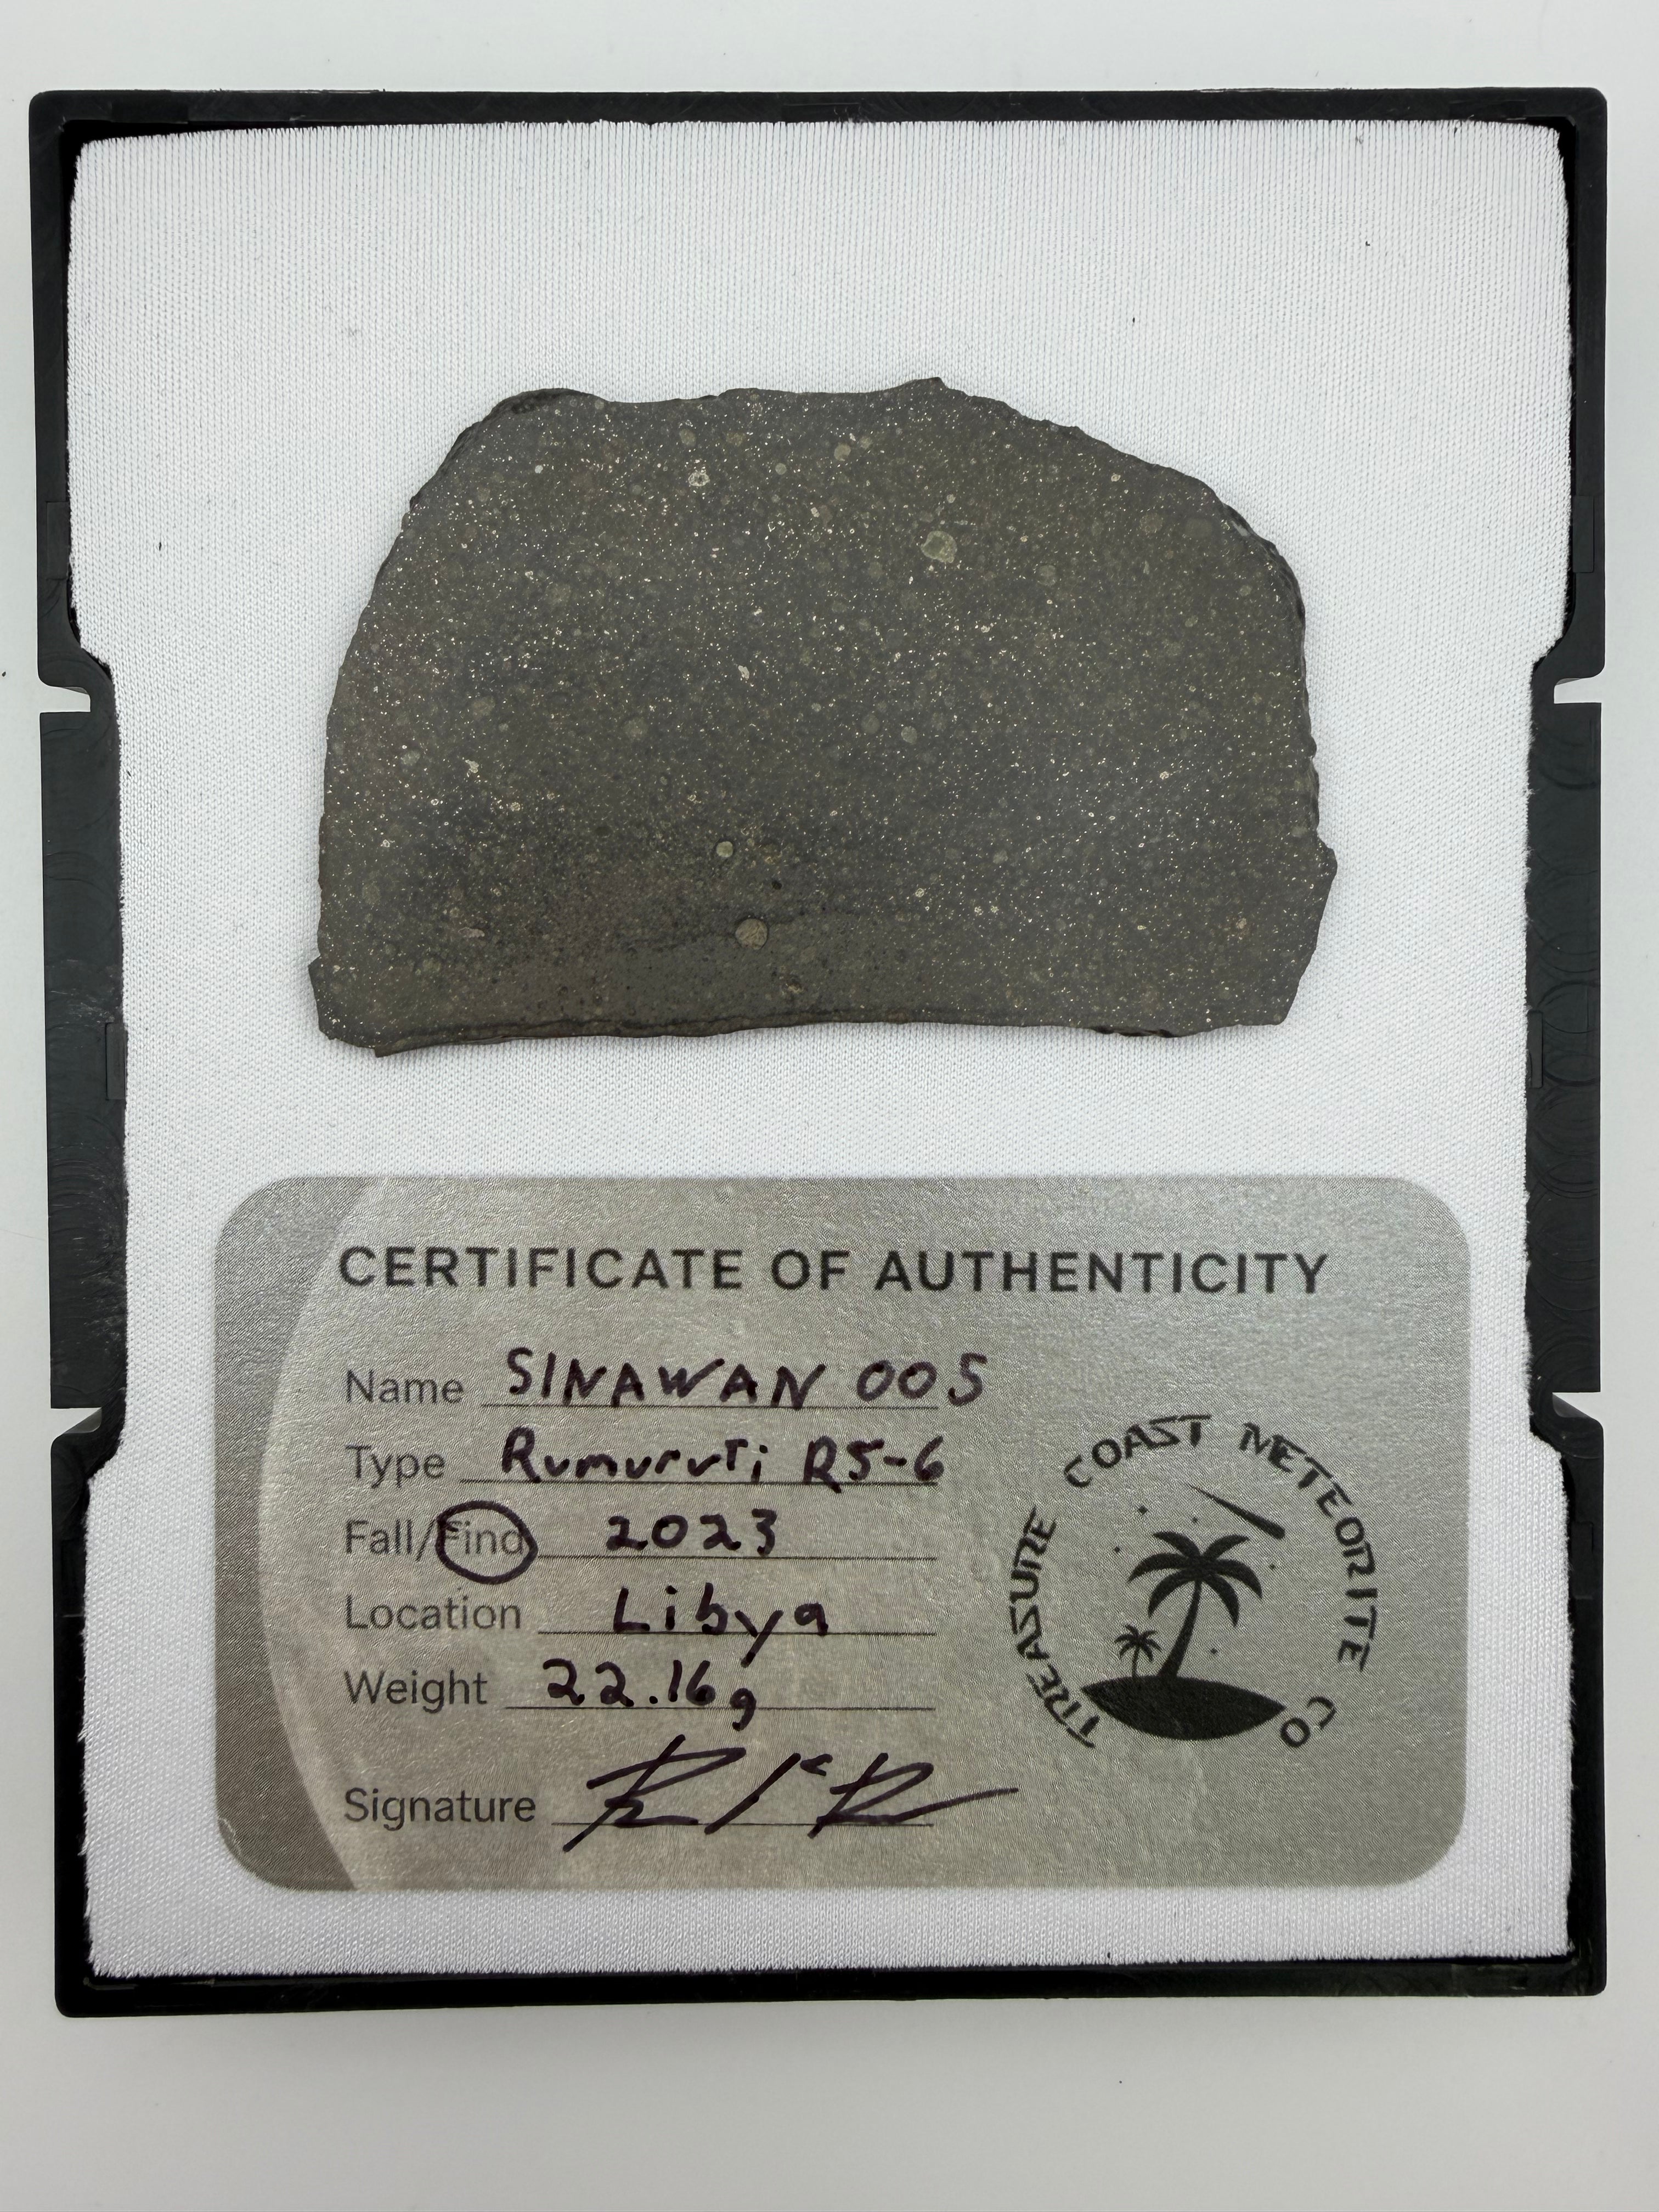 CERTIFICATE OF AUTHENTICITY
Name SINAWAN 005
Type Rumuruti R5-6
Fall/Find 2023
Location Libya
Weight 22.16g
Signature
TREASURE COAST METEORITE CO